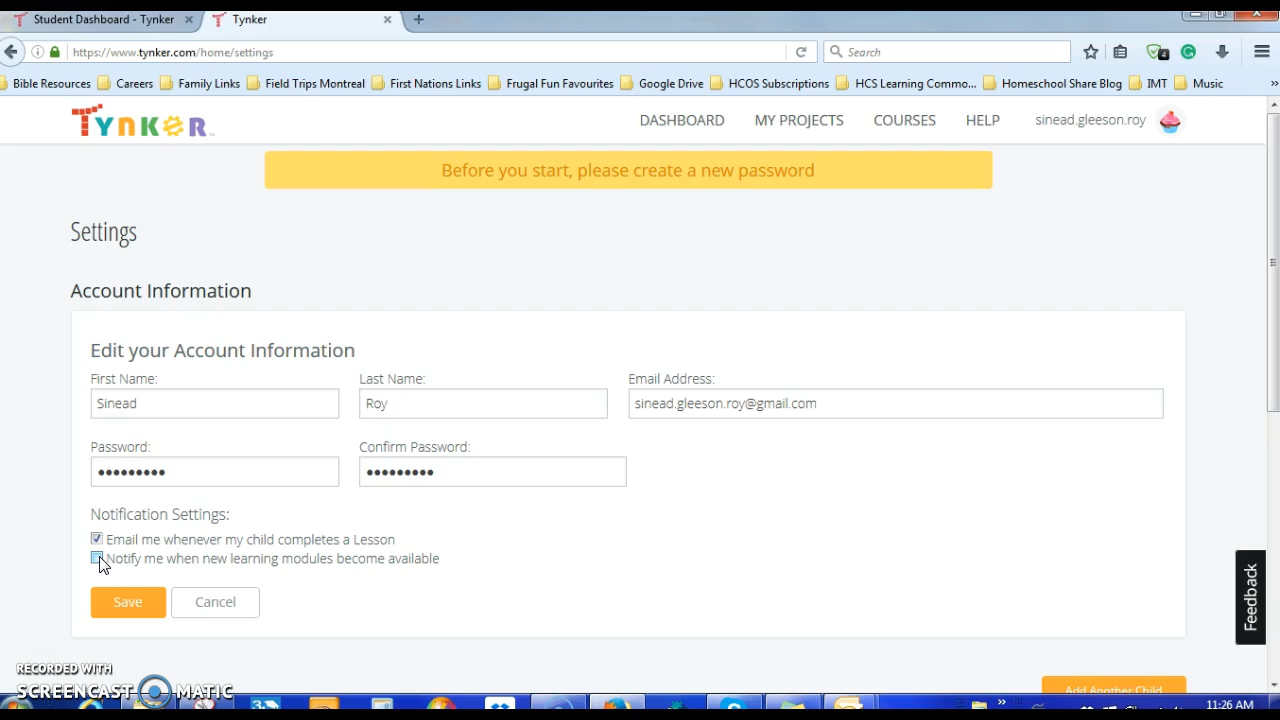 Student Dashboard - Tynker
Tynker
https://www.tynker.com/home/settings
Search
4
Bible Resources Careers Family Links Field Trips Montreal First Nations Links Frugal Fun Favourites Google Drive HCOS Subscriptions HCS Learning Commo... Homeschool Share Blog IMT Music
TYNKER
DASHBOARD MY PROJECTS COURSES HELP sinead.gleeson.roy
Before you start, please create a new password
Settings
Account Information
Edit your Account Information
First Name: Last Name: Email Address:
Sinead Roy sinead.gleeson.roy@gmail.com
Password: Confirm Password:
Notification Settings:
Email me whenever my child completes a Lesson
Notify me when new learning modules become available
Save Cancel
Feedback
Add Another Child
RECORDED WITH
SCREENCAST MATIC
11:26 AM